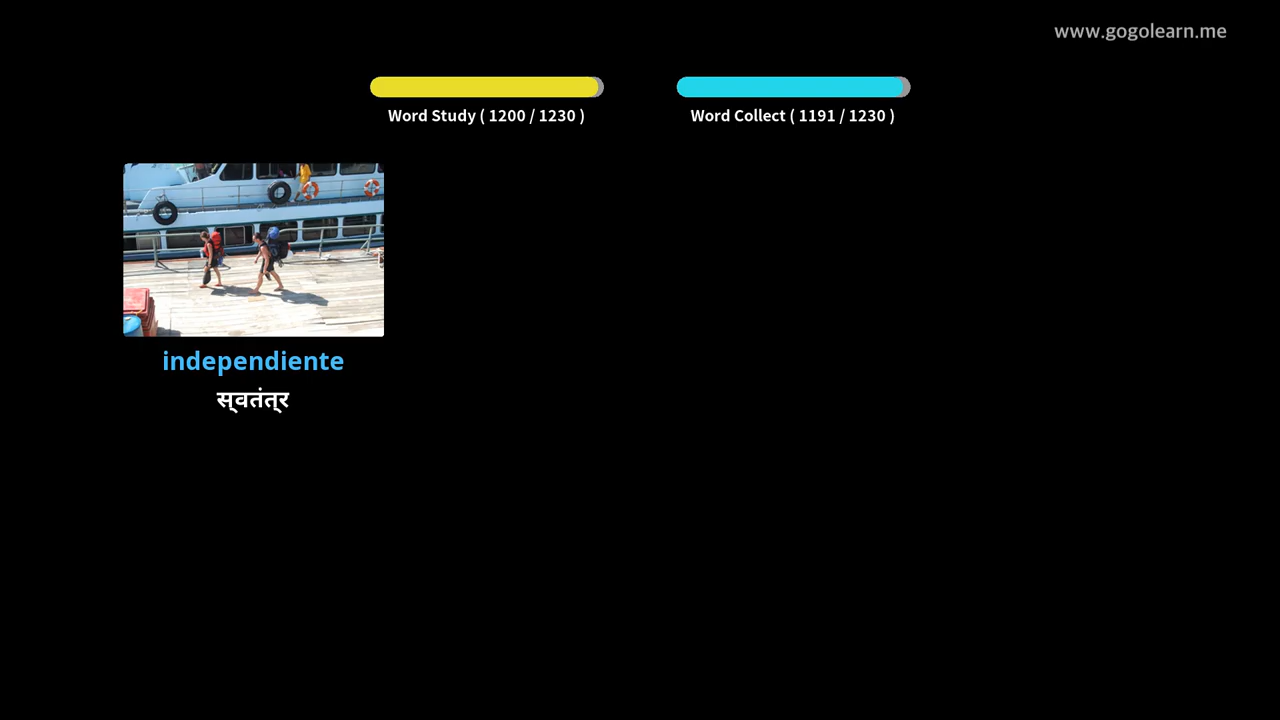 www.gogolearn.me
Word Study ( 1200 / 1230 )
Word Collect ( 1191 / 1230 )
independiente
स्वतंत्र